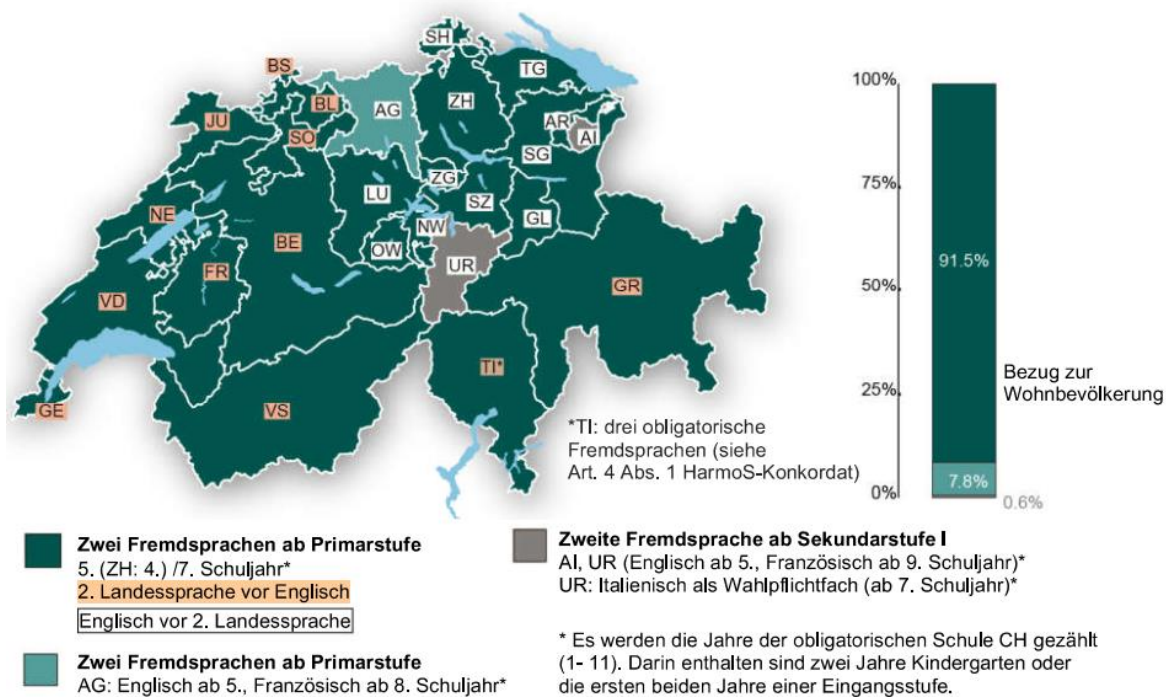 SH
BS
TG
BL
ZH
AG
JU
AR
AI
SO
SG
ZG
LU
SZ
NE
NW
GL
BE
OW
FR
UR
GR
VD
TI*
GE
VS
*TI: drei obligatorische
Fremdsprachen (siehe
Art. 4 Abs. 1 HarmoS-Konkordat)
100%
75%
50%
25%
0%
91.5%
7.8%
0.6%
Bezug zur
Wohnbevölkerung
Zwei Fremdsprachen ab Primarstufe
5. (ZH: 4.) /7. Schuljahr*
2. Landessprache vor Englisch
Englisch vor 2. Landessprache
Zwei Fremdsprachen ab Primarstufe
AG: Englisch ab 5., Französisch ab 8. Schuljahr*
Zweite Fremdsprache ab Sekundarstufe I
AI, UR (Englisch ab 5., Französisch ab 9. Schuljahr)*
UR: Italienisch als Wahlpflichtfach (ab 7. Schuljahr)*
* Es werden die Jahre der obligatorischen Schule CH gezählt
(1- 11). Darin enthalten sind zwei Jahre Kindergarten oder
die ersten beiden Jahre einer Eingangsstufe.